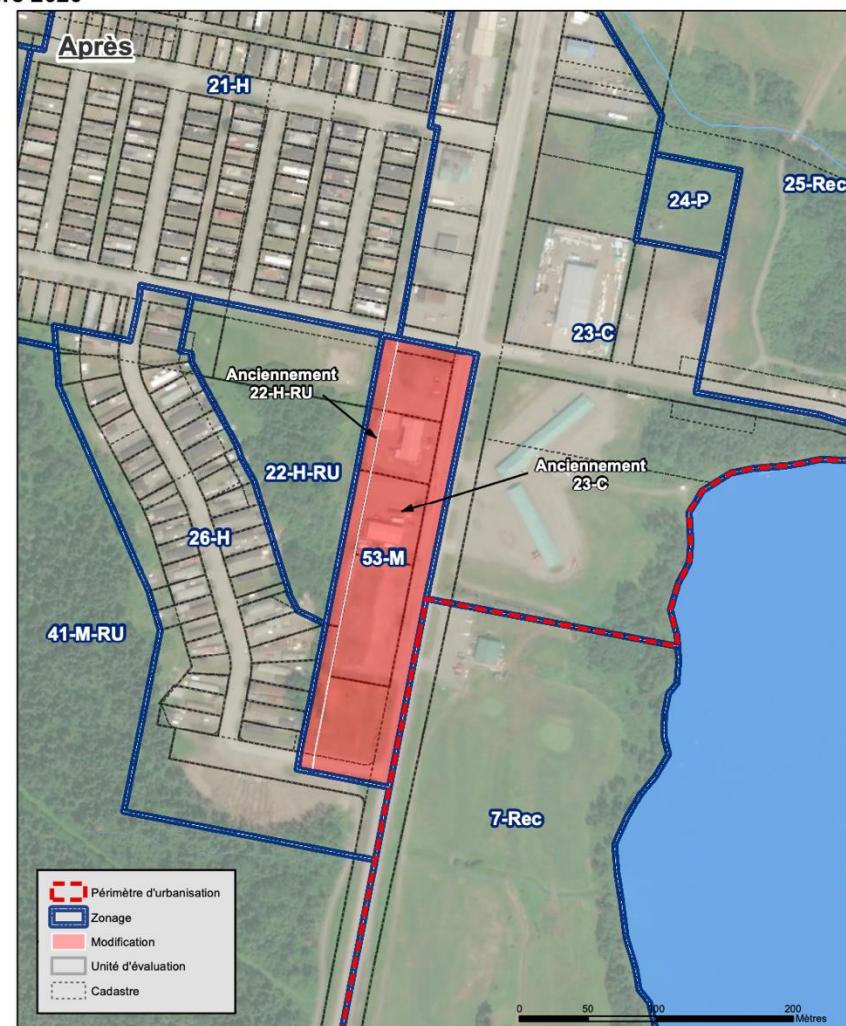 Après
21-H
24-P
25-Rec
23-C
Anciennement
22-H-RU
22-H-RU
Anciennement
23-C
26-H
53-M
41-M-RU
7-Rec
Périmètre d'urbanisation
Zonage
Modification
Unité d'évaluation
Cadastre
0 50 100 200
Mètres